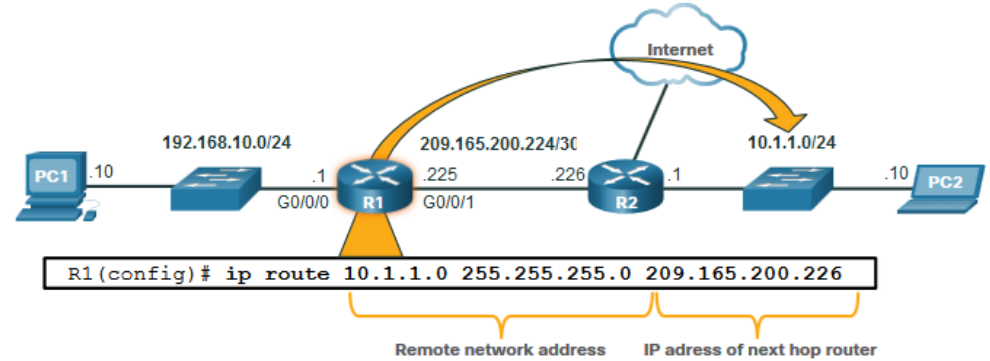 Internet
192.168.10.0/24
209.165.200.224/30
10.1.1.0/24
PC1 .10 .1 R1 .225 .226 R2 .1 .10 PC2
G0/0/0 G0/0/1
R1(config)# ip route 10.1.1.0 255.255.255.0 209.165.200.226
Remote network address
IP adress of next hop router